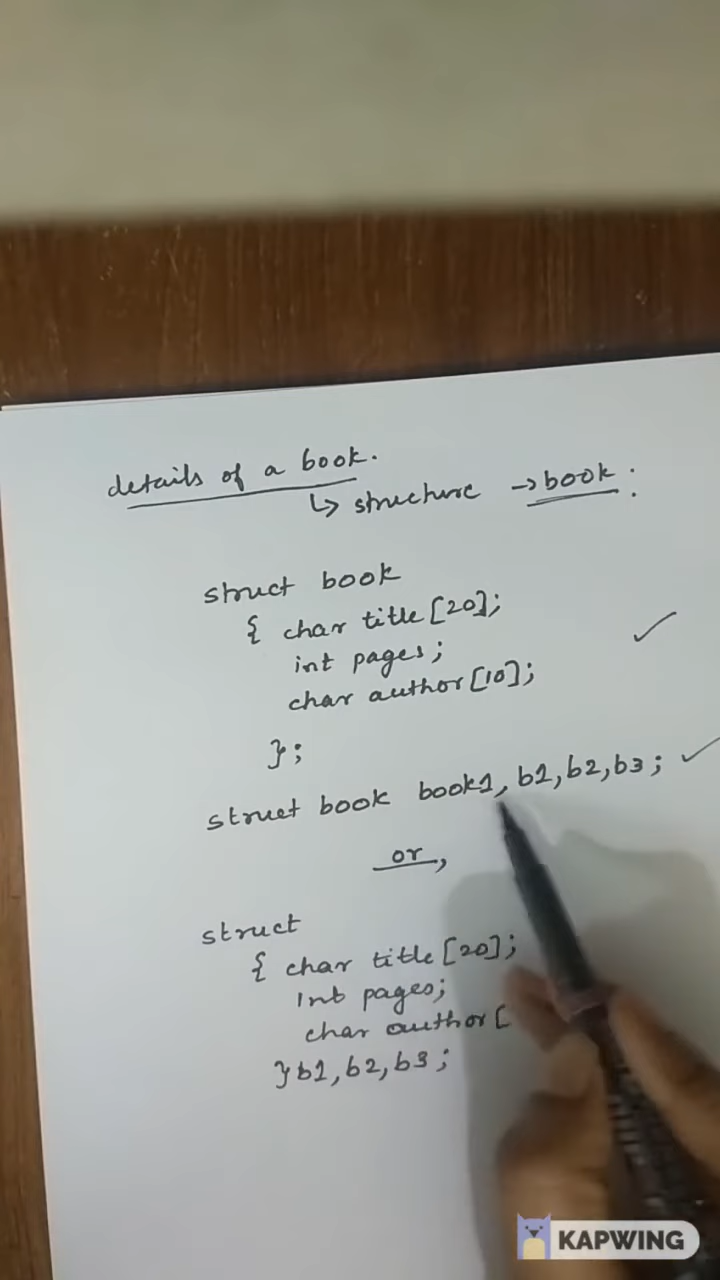 details of a book.
↳ structure → book :
struct book
{ char title [20];
int pages;
char author [10];
};
struct book book1, b1, b2, b3;
or,
struct
{ char title [20];
int pages;
char author [
} b1, b2, b3;
KAPWING